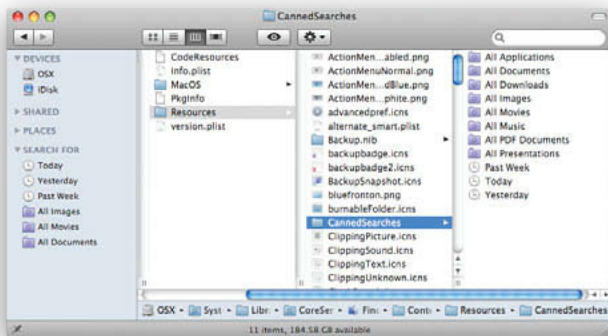 CannedSearches
DEVICES
OSX
iDisk
SHARED
PLACES
SEARCH FOR
Today
Yesterday
Past Week
All Images
All Movies
All Documents
CodeResources
Info.plist
MacOS
PkgInfo
Resources
version.plist
ActionMen...abled.png
ActionMenuNormal.png
ActionMen...dBlue.png
ActionMen...phite.png
advancedpref.icns
alternate_smart.plist
Backup.nib
backupbadge.icns
backupbadge2.icns
BackupSnapshot.icns
bluefronton.png
burnableFolder.icns
CannedSearches
ClippingPicture.icns
ClippingSound.icns
ClippingText.icns
ClippingUnknown.icns
All Applications
All Documents
All Downloads
All Images
All Movies
All Music
All PDF Documents
All Presentations
Past Week
Today
Yesterday
OSX Syst Libr CoreSer Find Conte Resources CannedSearches
11 items, 184.58 GB available